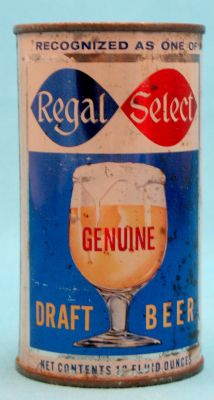 RECOGNIZED AS ONE OF
Regal Select
GENUINE
DRAFT BEER
NET CONTENTS 12 FLUID OUNCES